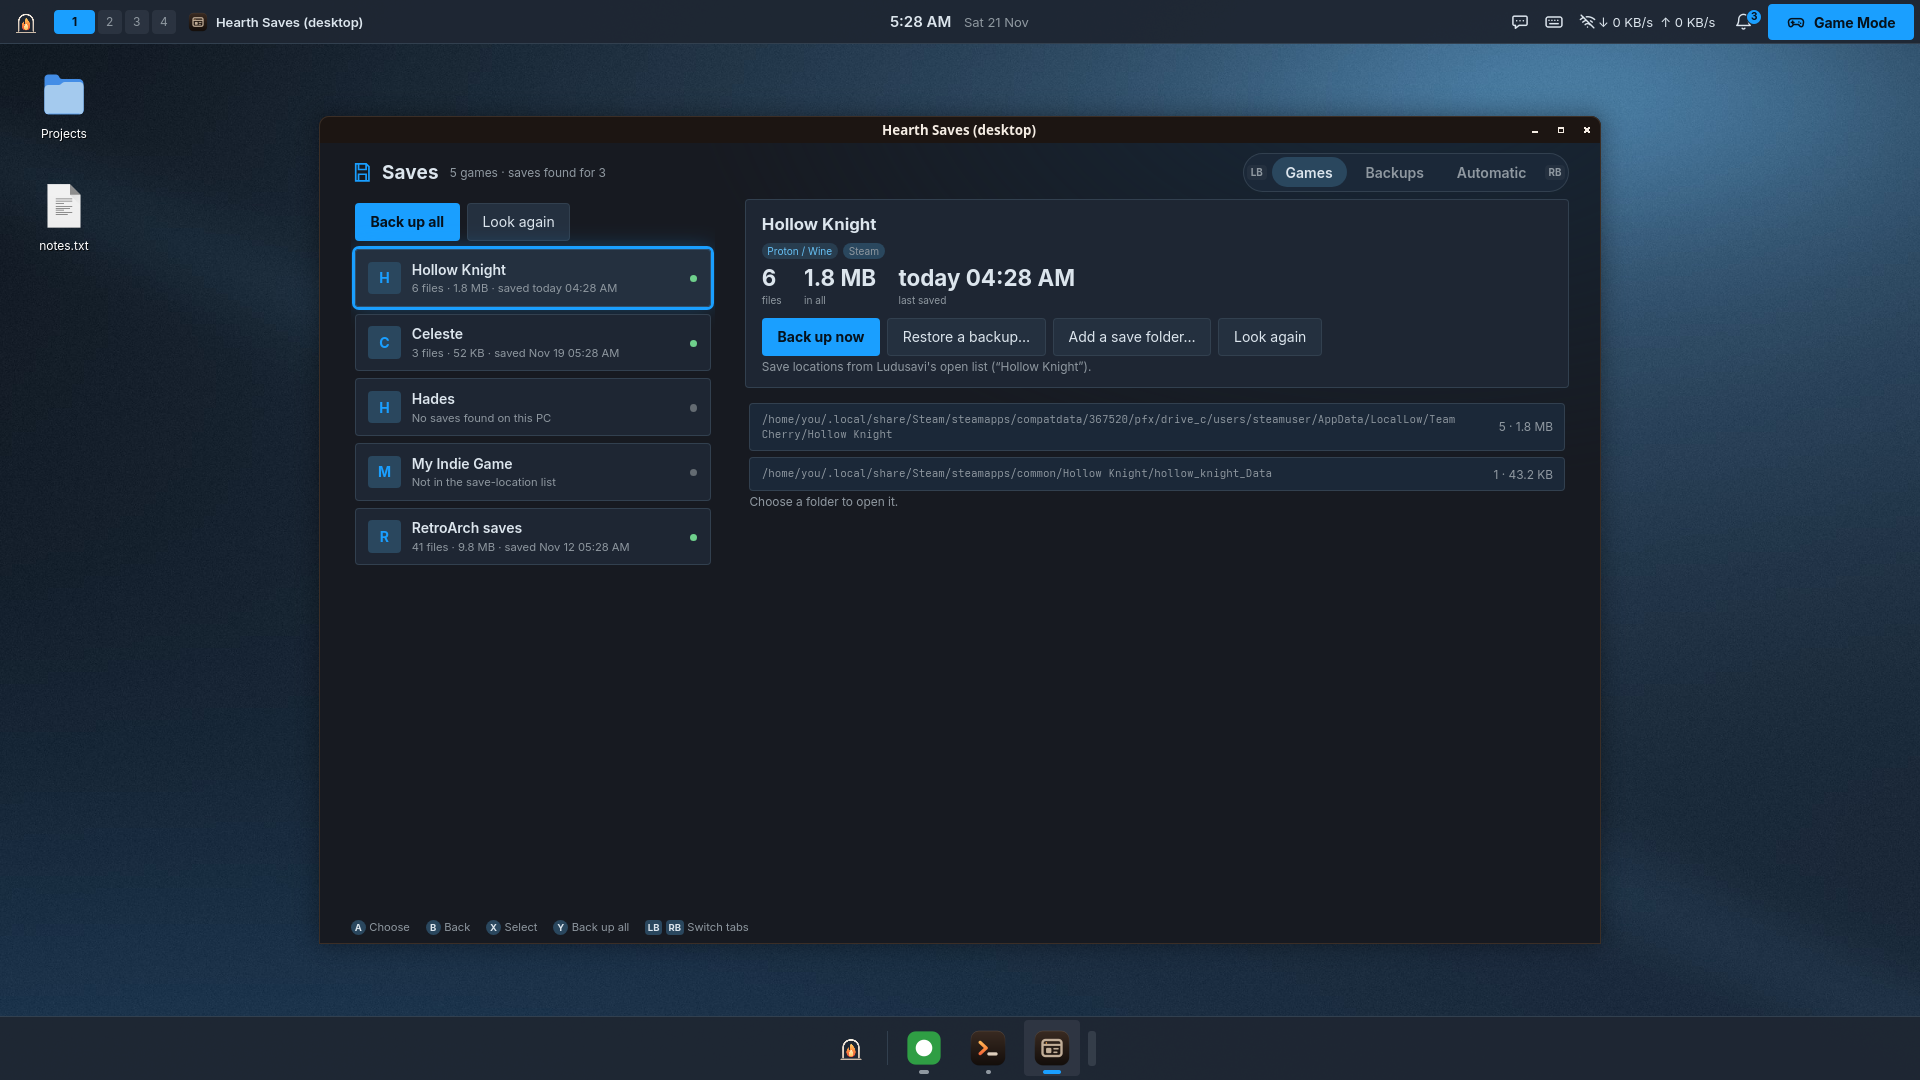 1 2 3 4 Hearth Saves (desktop) 5:28 AM Sat 21 Nov ↓ 0 KB/s ↑ 0 KB/s 3 Game Mode
Projects
notes.txt
Hearth Saves (desktop)
Saves 5 games · saves found for 3
LB Games Backups Automatic RB
Back up all Look again
H Hollow Knight
6 files · 1.8 MB · saved today 04:28 AM
C Celeste
3 files · 52 KB · saved Nov 19 05:28 AM
H Hades
No saves found on this PC
M My Indie Game
Not in the save-location list
R RetroArch saves
41 files · 9.8 MB · saved Nov 12 05:28 AM
Hollow Knight
Proton / Wine Steam
6 1.8 MB today 04:28 AM
files in all last saved
Back up now Restore a backup... Add a save folder... Look again
Save locations from Ludusavi's open list (“Hollow Knight”).
/home/you/.local/share/Steam/steamapps/compatdata/367520/pfx/drive_c/users/steamuser/AppData/LocalLow/Team
Cherry/Hollow Knight
5 · 1.8 MB
/home/you/.local/share/Steam/steamapps/common/Hollow Knight/hollow_knight_Data 1 · 43.2 KB
Choose a folder to open it.
A Choose B Back X Select Y Back up all LB RB Switch tabs